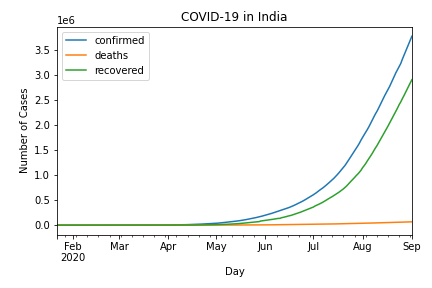 COVID-19 in India
1e6
confirmed
deaths
recovered
3.5
3.0
2.5
2.0
1.5
1.0
0.5
0.0
Number of Cases
Feb Mar Apr May Jun Jul Aug Sep
2020
Day